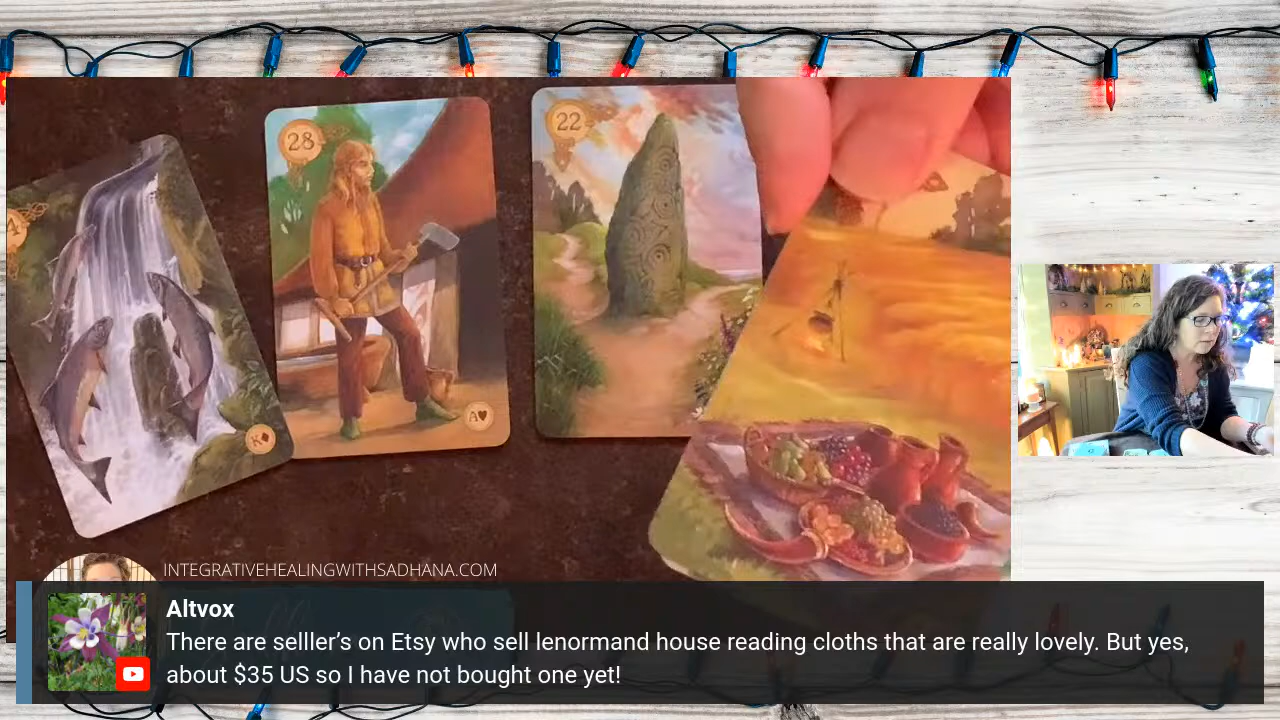 28
22
K♦
A♥
INTEGRATIVEHEALINGWITHSADHANA.COM
Altvox
There are selller’s on Etsy who sell lenormand house reading cloths that are really lovely. But yes,
about $35 US so I have not bought one yet!